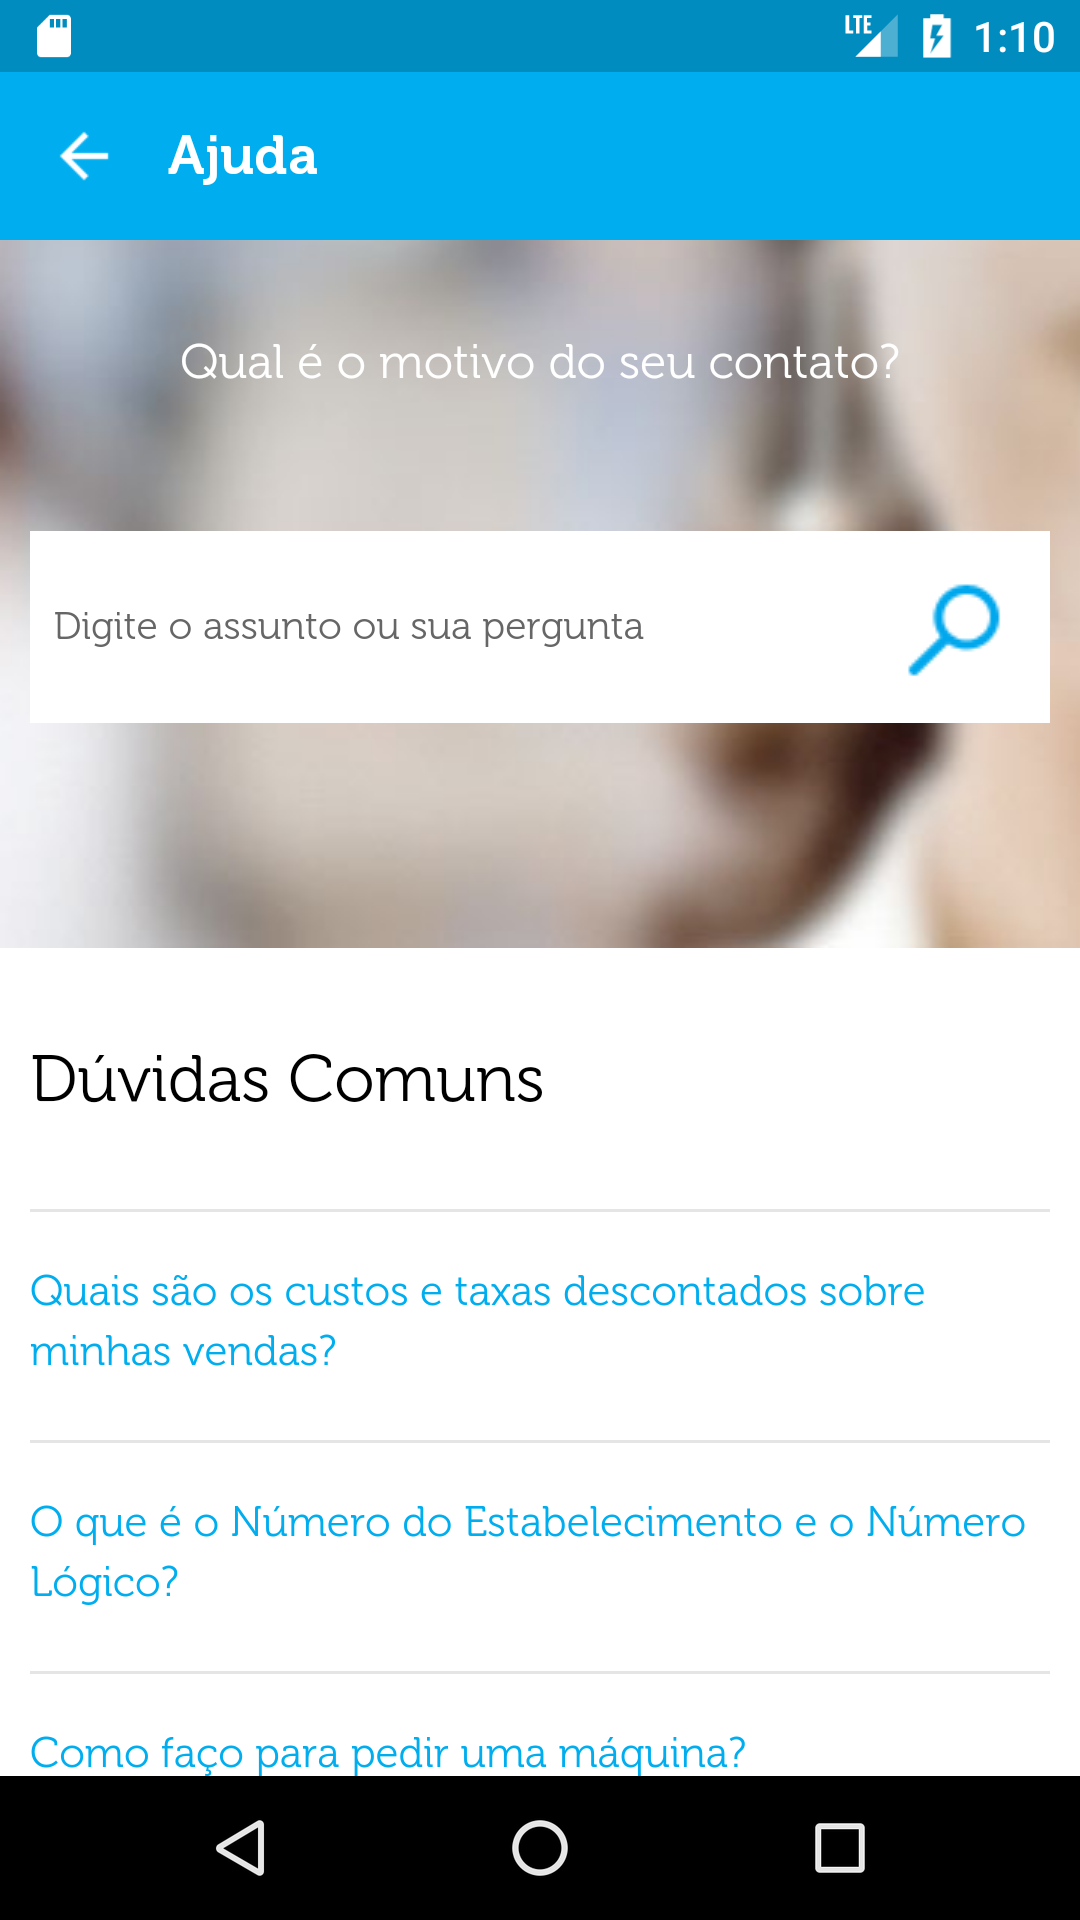 LTE 1:10
Ajuda
Qual é o motivo do seu contato?
Digite o assunto ou sua pergunta
Dúvidas Comuns
Quais são os custos e taxas descontados sobre
minhas vendas?
O que é o Número do Estabelecimento e o Número
Lógico?
Como faço para pedir uma máquina?